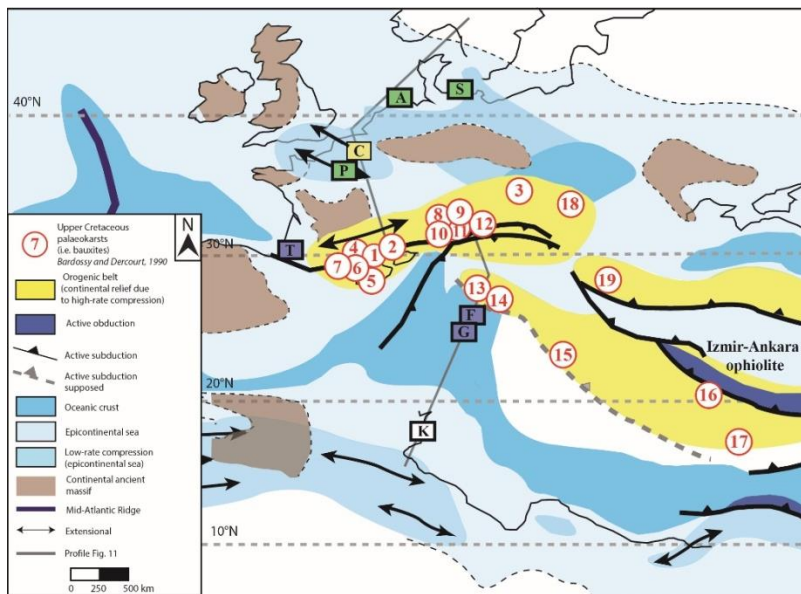 40°N
30°N
20°N
10°N
A
S
C
P
T
F
G
K
3
18
8
9
10
11
12
4
2
1
7
6
5
13
14
19
15
16
17
Izmir-Ankara
ophiolite
N
7
Upper Cretaceous
palaeokarsts
(i.e. bauxites)
Bardossy and Dercourt, 1990
Orogenic belt
(continental relief due
to high-rate compression)
Active obduction
Active subduction
Active subduction
supposed
Oceanic crust
Epicontinental sea
Low-rate compression
(epicontinental sea)
Continental ancient
massif
Mid-Atlantic Ridge
Extensional
Profile Fig. 11
0 250 500 km